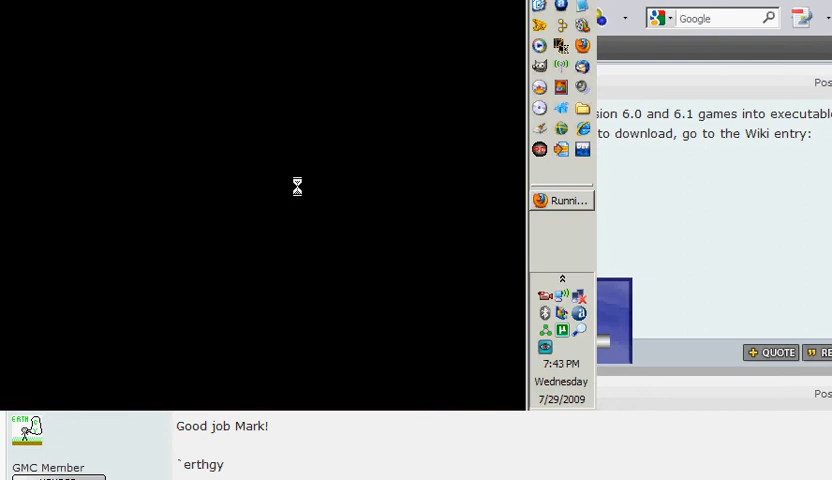 Google
Pos
sion 6.0 and 6.1 games into executable
to download, go to the Wiki entry:
Runni...
QUOTE
RE
7:43 PM
Wednesday
7/29/2009
Pos
Good job Mark!
`erthgy
GMC Member